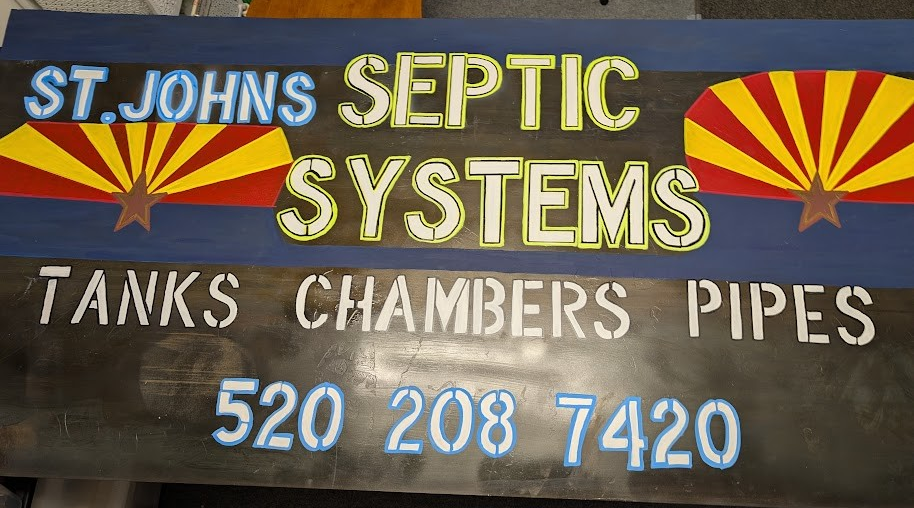 ST. JOHNS SEPTIC
SYSTEMS
TANKS CHAMBERS PIPES
520 208 7420